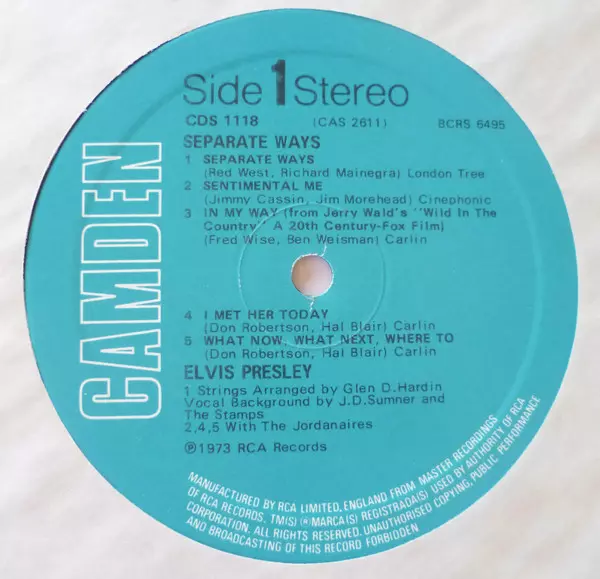 CAMDEN
Side 1 Stereo
CDS 1118 (CAS 2611) BCRS 6495
SEPARATE WAYS
1 SEPARATE WAYS
(Red West, Richard Mainegra) London Tree
2 SENTIMENTAL ME
(Jimmy Cassin, Jim Morehead) Cinephonic
3 IN MY WAY (from Jerry Wald's "Wild In The
Country" A 20th Century-Fox Film)
(Fred Wise, Ben Weisman) Carlin
4 I MET HER TODAY
(Don Robertson, Hal Blair) Carlin
5 WHAT NOW, WHAT NEXT, WHERE TO
(Don Robertson, Hal Blair) Carlin
ELVIS PRESLEY
1 Strings Arranged by Glen D.Hardin
Vocal Background by J.D.Sumner and
The Stamps
2,4,5 With The Jordanaires
℗1973 RCA Records
MANUFACTURED BY RCA LIMITED, ENGLAND FROM MASTER RECORDINGS
OF RCA RECORDS, TM(S) ® MARCA(S) REGISTRADA(S) USED BY AUTHORITY OF RCA
CORPORATION. ALL RIGHTS RESERVED. UNAUTHORISED COPYING, PUBLIC PERFORMANCE
AND BROADCASTING OF THIS RECORD FORBIDDEN